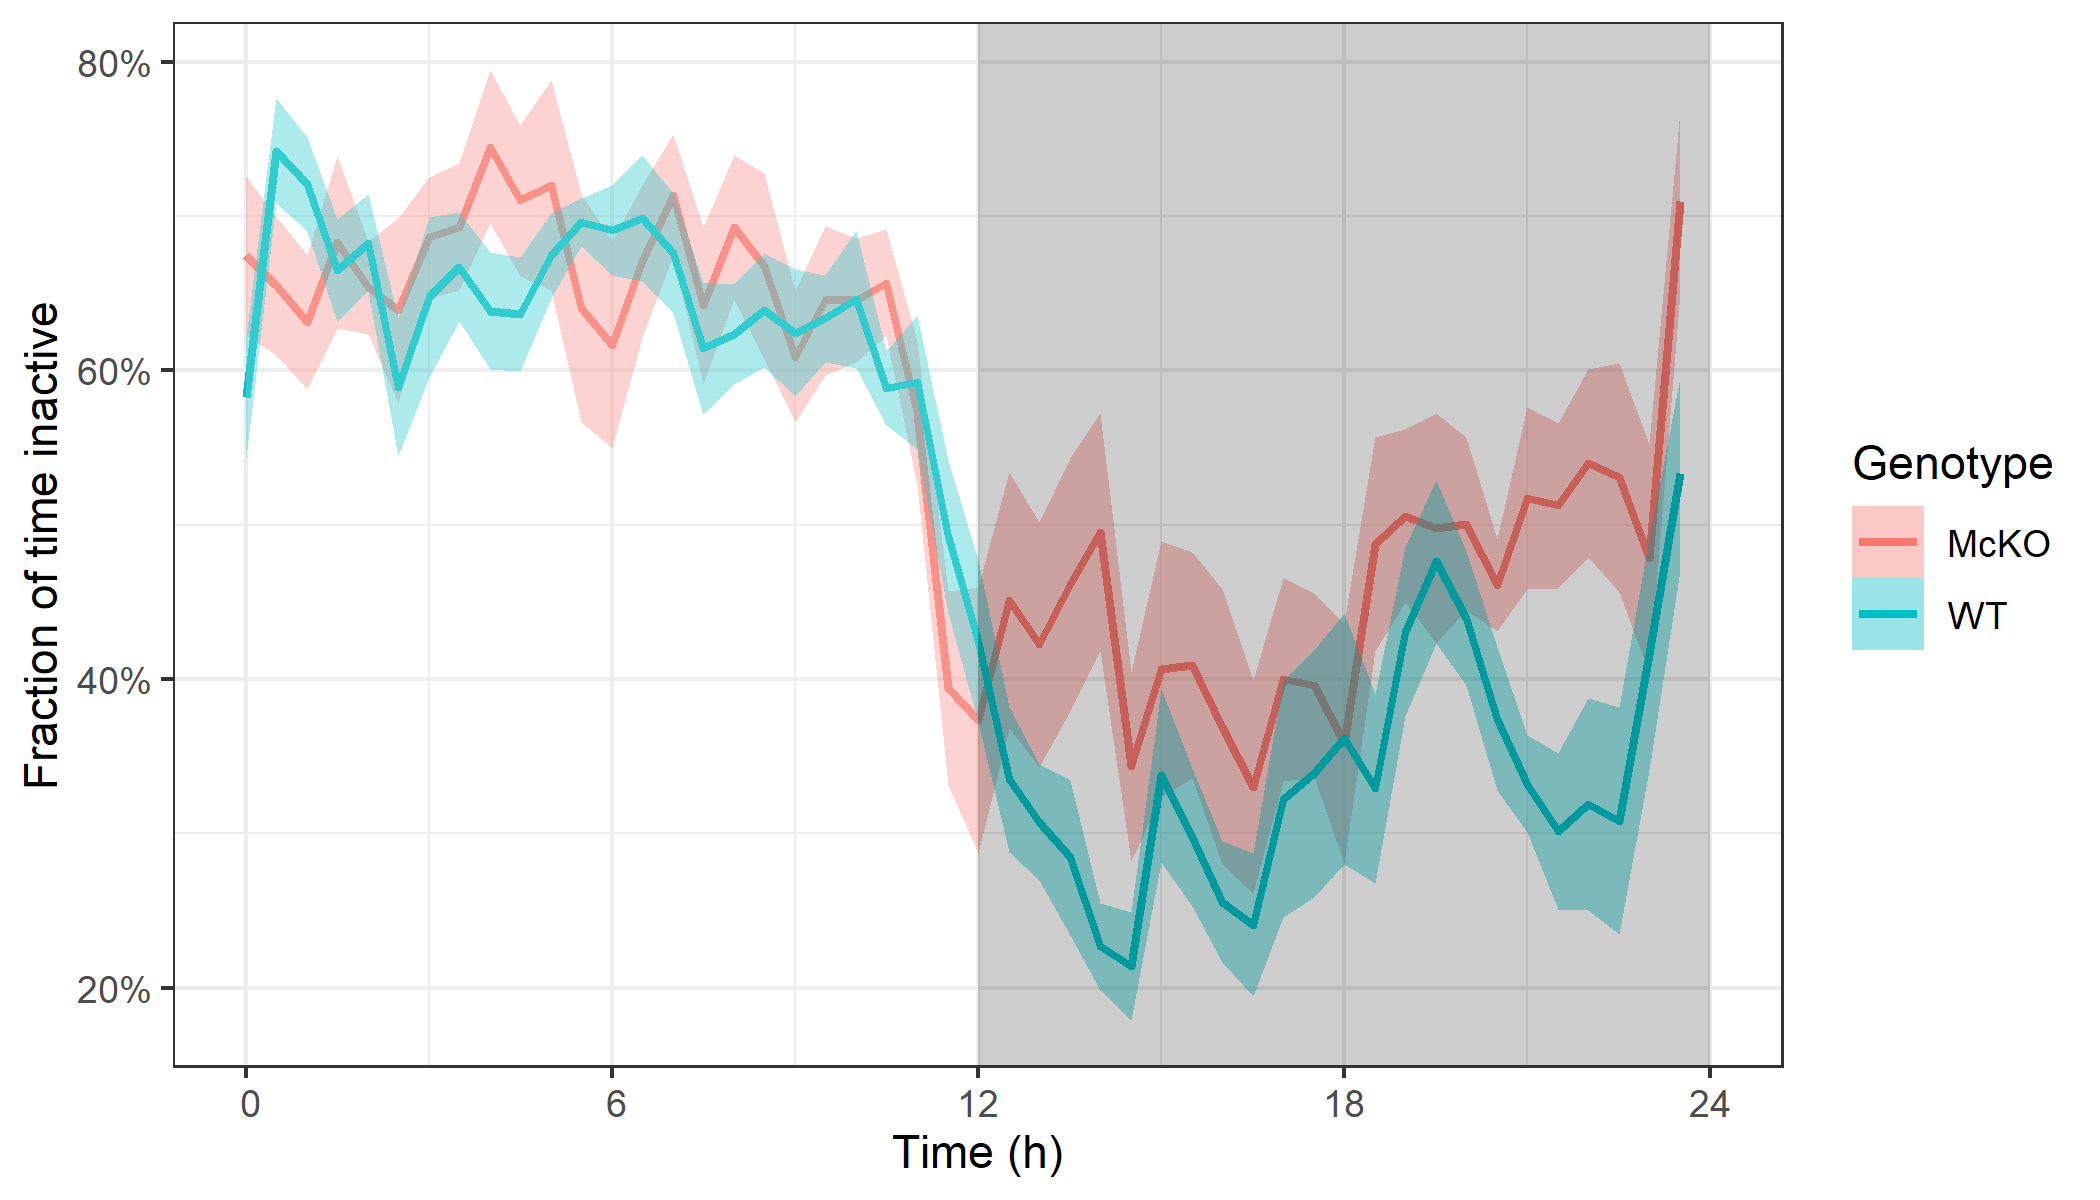 80%
60%
40%
20%
Fraction of time inactive
0 6 12 18 24
Time (h)
Genotype
McKO
WT